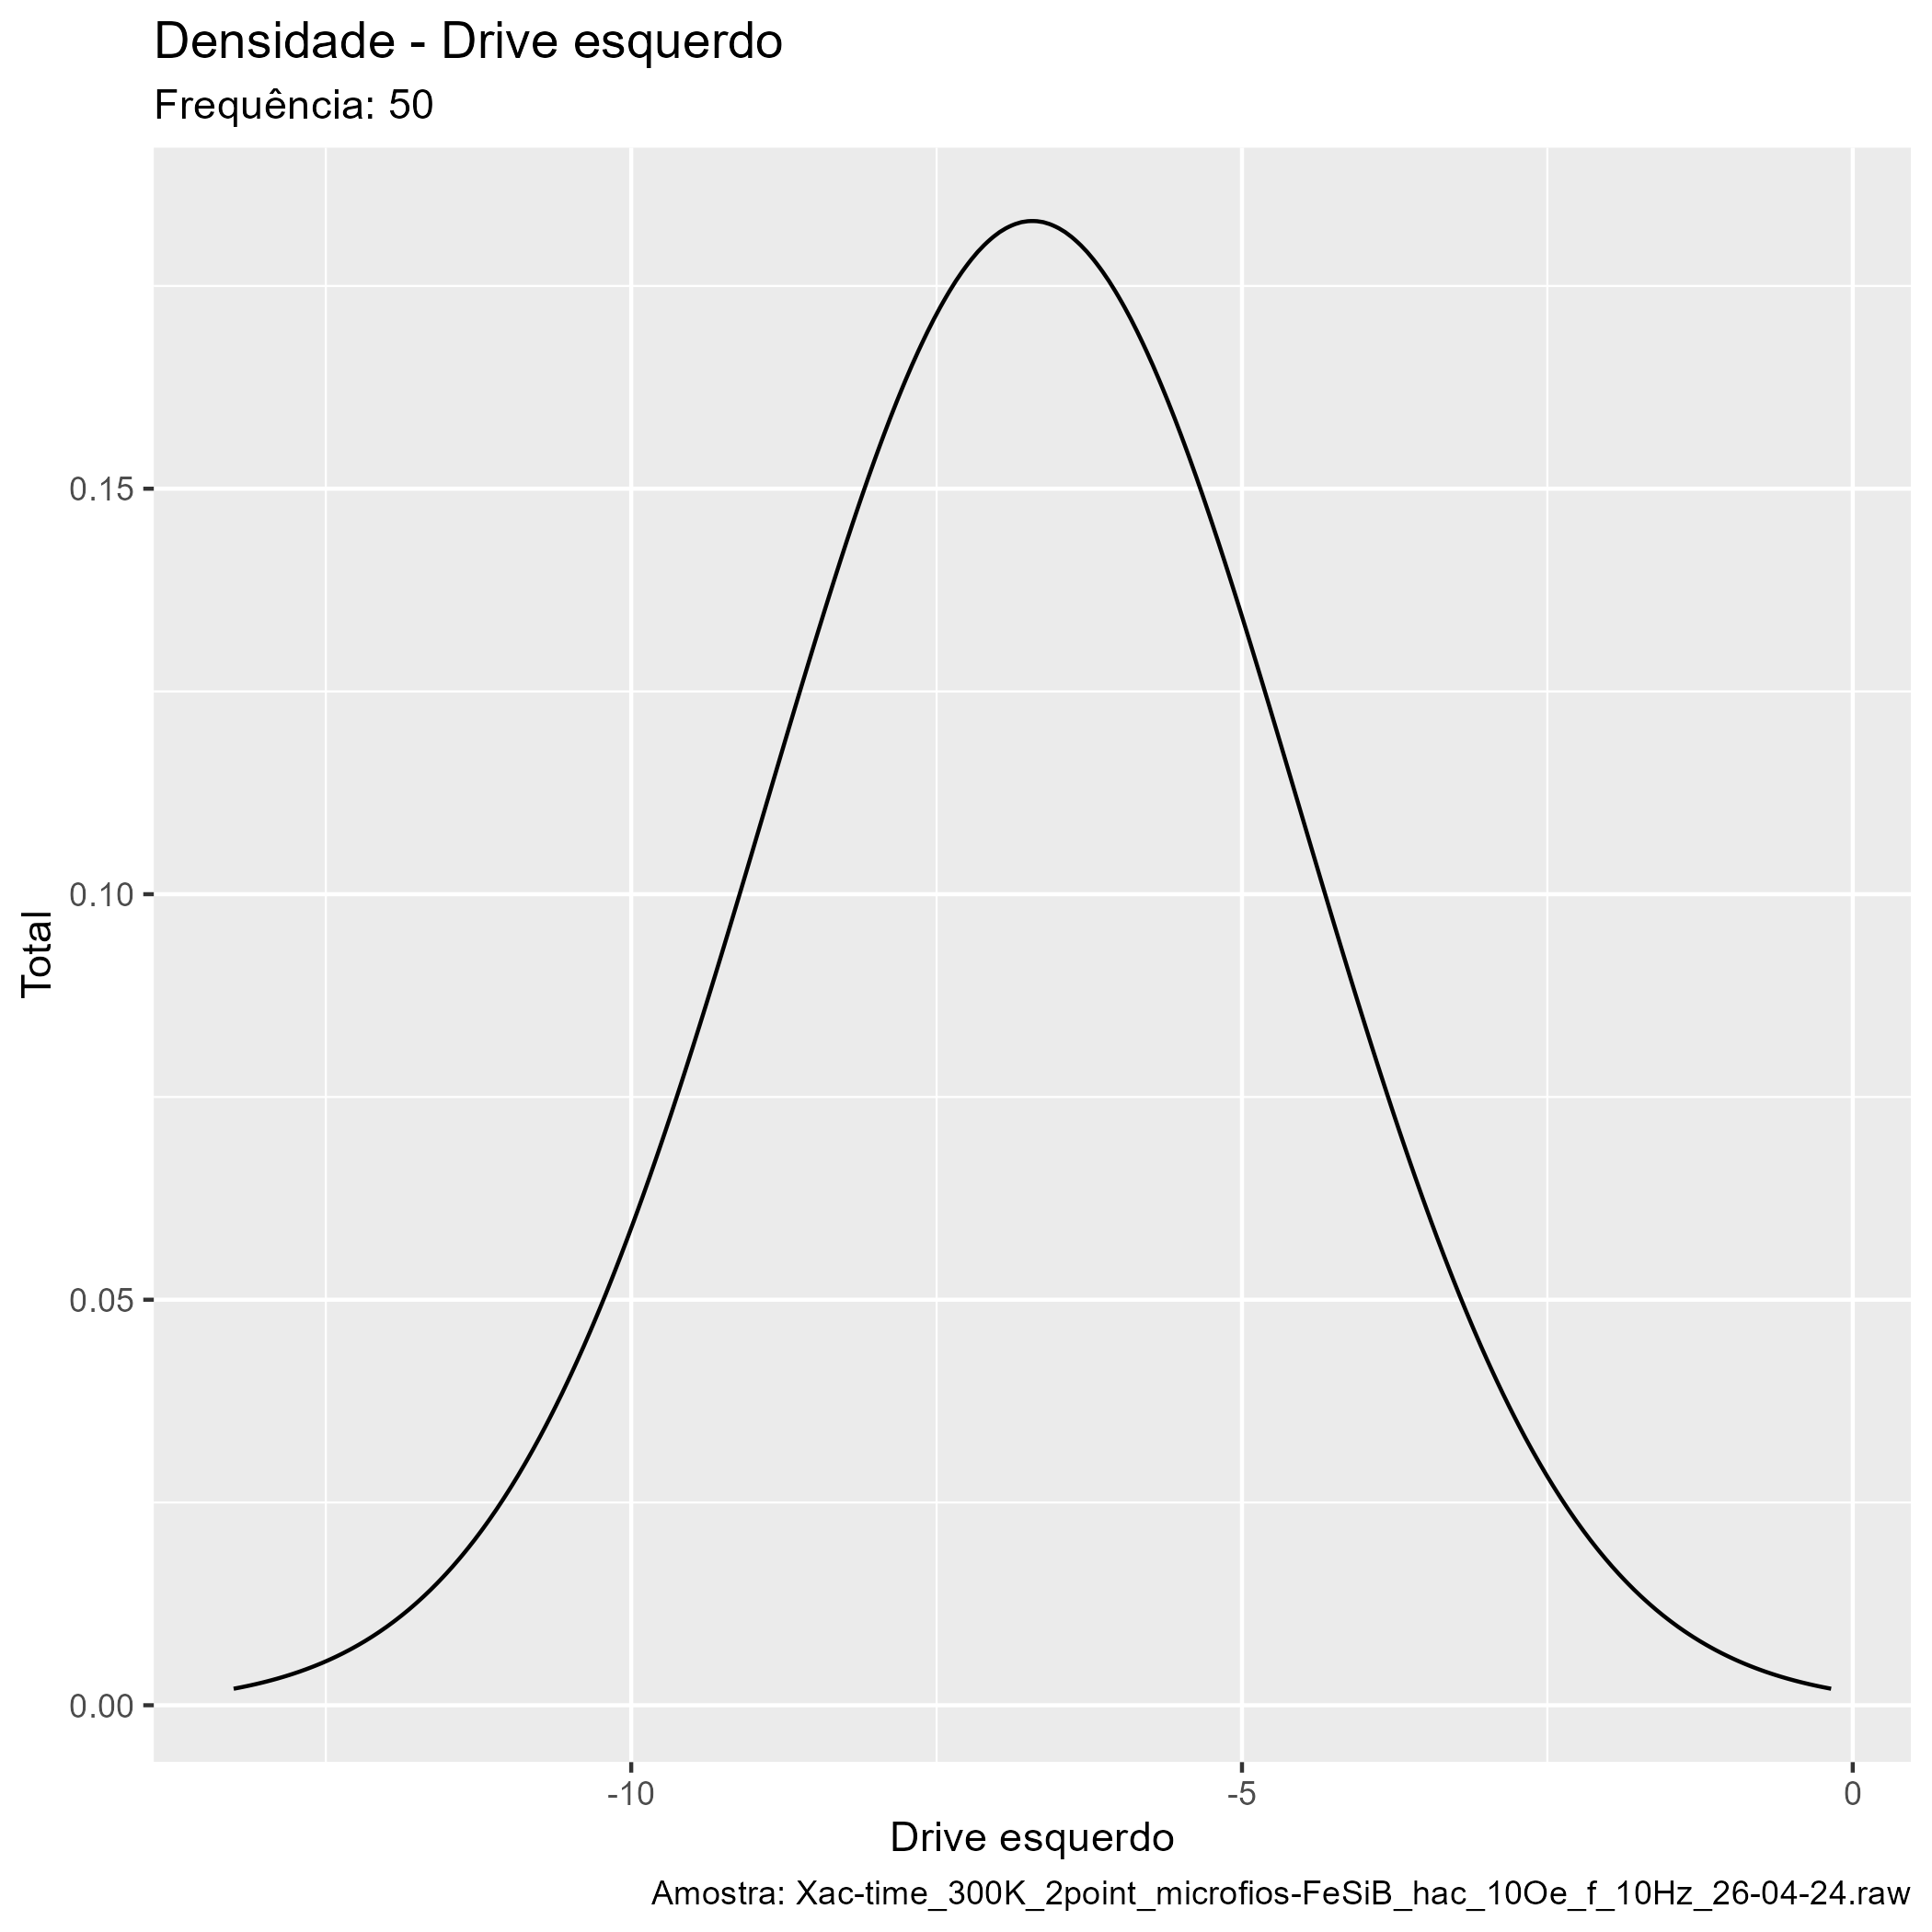 Densidade - Drive esquerdo
Frequência: 50
0.15
0.10
0.05
0.00
Total
-10
-5
0
Drive esquerdo
Amostra: Xac-time_300K_2point_microfios-FeSiB_hac_10Oe_f_10Hz_26-04-24.raw